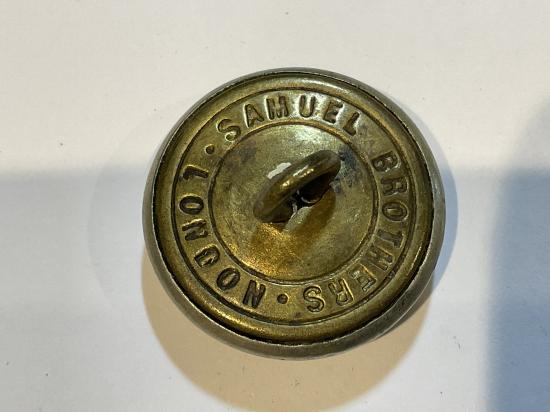 SAMUEL BROTHERS · LONDON ·